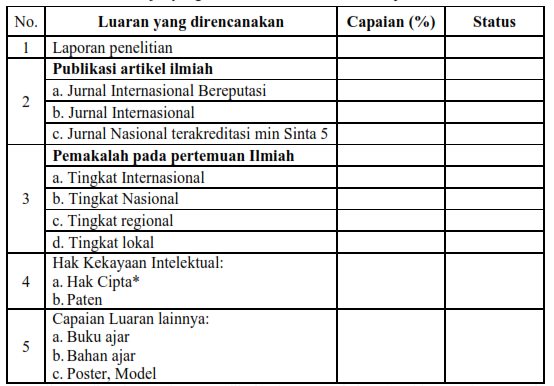 No. Luaran yang direncanakan Capaian (%) Status
1 Laporan penelitian
2 Publikasi artikel ilmiah
a. Jurnal Internasional Bereputasi
b. Jurnal Internasional
c. Jurnal Nasional terakreditasi min Sinta 5
3 Pemakalah pada pertemuan Ilmiah
a. Tingkat Internasional
b. Tingkat Nasional
c. Tingkat regional
d. Tingkat lokal
4 Hak Kekayaan Intelektual:
a. Hak Cipta*
b. Paten
5 Capaian Luaran lainnya:
a. Buku ajar
b. Bahan ajar
c. Poster, Model